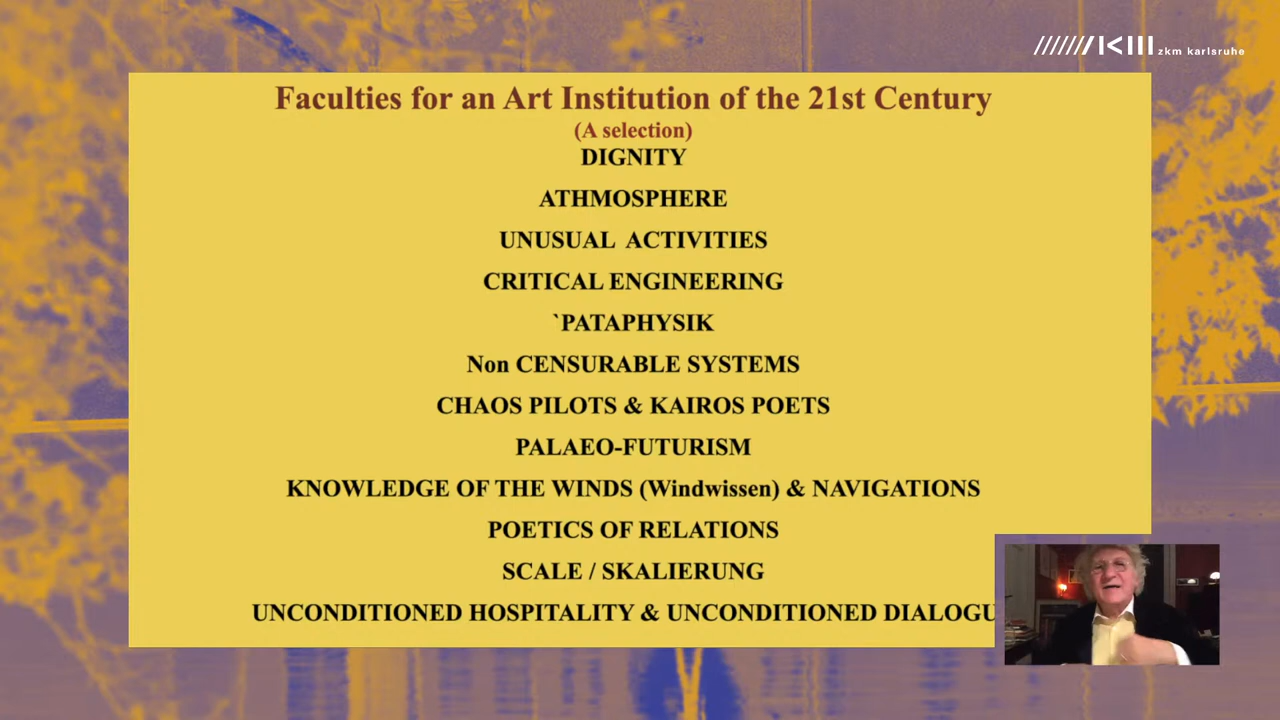 zkm karlsruhe
Faculties for an Art Institution of the 21st Century
(A selection)
DIGNITY
ATHMOSPHERE
UNUSUAL ACTIVITIES
CRITICAL ENGINEERING
`PATAPHYSIK
Non CENSURABLE SYSTEMS
CHAOS PILOTS & KAIROS POETS
PALAEO-FUTURISM
KNOWLEDGE OF THE WINDS (Windwissen) & NAVIGATIONS
POETICS OF RELATIONS
SCALE / SKALIERUNG
UNCONDITIONED HOSPITALITY & UNCONDITIONED DIALOGU